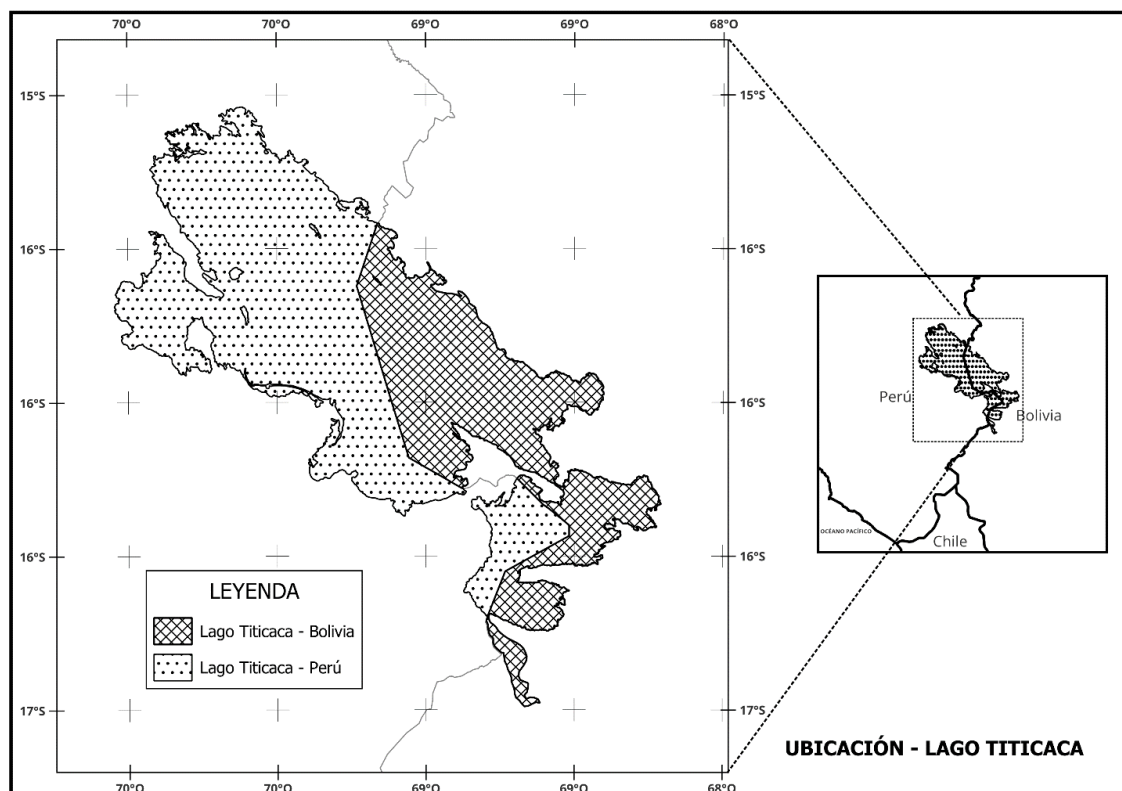 70°O 70°O 69°O 69°O 68°O
15°S 15°S
16°S 16°S
16°S 16°S
16°S 16°S
17°S 17°S
70°O 70°O 69°O 69°O 68°O
LEYENDA
Lago Titicaca - Bolivia
Lago Titicaca - Perú
Perú
Bolivia
OCÉANO PACÍFICO
Chile
UBICACIÓN - LAGO TITICACA